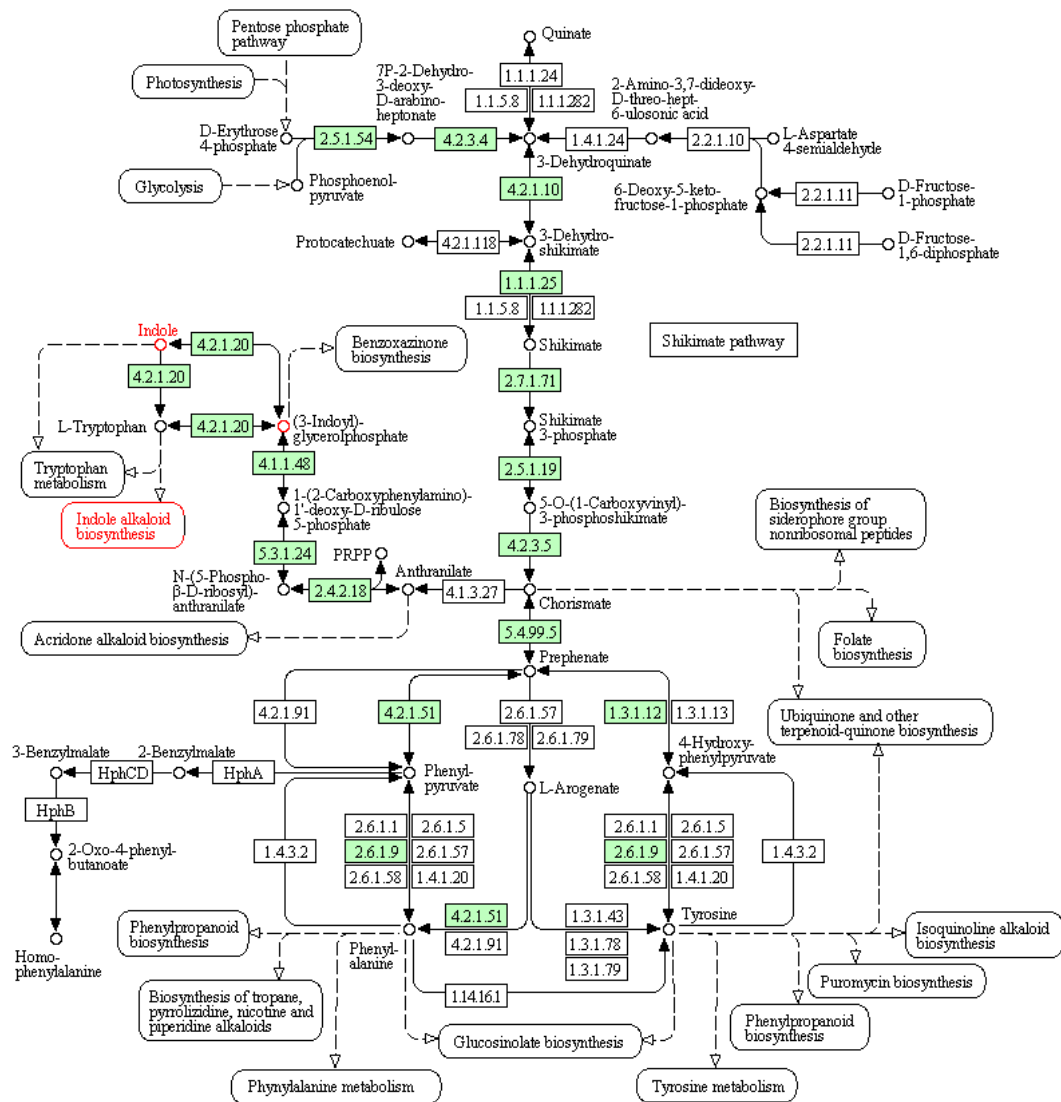 Pentose phosphate
pathway
Photosynthesis
Quinate
7P-2-Dehydro-
3-deoxy-
D-arabino-
heptonate
1.1.1.24
1.1.5.8
1.1.1282
2-Amino-3,7-dideoxy-
D-threo-hept-
6-ulosonic acid
D-Erythrose
4-phosphate
2.5.1.54
4.2.3.4
1.4.1.24
2.2.1.10
L-Aspartate
4-semialdehyde
3-Dehydroquinate
Glycolysis
Phosphoenol-
pyruvate
4.2.1.10
6-Deoxy-5-keto-
fructose-1-phosphate
2.2.1.11
D-Fructose-
1-phosphate
Protocatechuate
4.2.1.118
3-Dehydro-
shikimate
2.2.1.11
D-Fructose-
1,6-diphosphate
1.1.1.25
1.1.5.8
1.1.1282
Shikimate pathway
Indole
4.2.1.20
Benzoxazinone
biosynthesis
Shikimate
4.2.1.20
2.7.1.71
L-Tryptophan
4.2.1.20
(3-Indoyl)-
glycerolphosphate
Shikimate
3-phosphate
Tryptophan
metabolism
4.1.1.48
2.5.1.19
1-(2-Carboxyphenylamino)-
1'-deoxy-D-ribulose
5-phosphate
5-O-(1-Carboxyvinyl)-
3-phosphoshikimate
Biosynthesis of
siderophore group
nonribosomal peptides
Indole alkaloid
biosynthesis
5.3.1.24
PRPP
4.2.3.5
N-(5-Phospho-
β-D-ribosyl)-
anthranilate
2.4.2.18
Anthranilate
4.1.3.27
Chorismate
Acridone alkaloid biosynthesis
5.4.99.5
Folate
biosynthesis
Prephenate
4.2.1.91
4.2.1.51
2.6.1.57
1.3.1.12
1.3.1.13
2.6.1.78
2.6.1.79
Ubiquinone and other
terpenoid-quinone biosynthesis
3-Benzylmalate
2-Benzylmalate
4-Hydroxy-
phenylpyruvate
HphCD
HphA
Phenyl-
pyruvate
L-Arogenate
HphB
2.6.1.1
2.6.1.5
2.6.1.1
2.6.1.5
2-Oxo-4-phenyl-
butanoate
1.4.3.2
2.6.1.9
2.6.1.57
2.6.1.9
2.6.1.57
1.4.3.2
2.6.1.58
1.4.1.20
2.6.1.58
1.4.1.20
Homo-
phenylalanine
Phenylpropanoid
biosynthesis
4.2.1.51
4.2.1.91
1.3.1.43
1.3.1.78
1.3.1.79
Tyrosine
Isoquinoline alkaloid
biosynthesis
Phenyl-
alanine
Puromycin biosynthesis
Biosynthesis of tropane,
pyrrolizidine, nicotine and
piperidine alkaloids
1.14.16.1
Phenylpropanoid
biosynthesis
Glucosinolate biosynthesis
Phynylalanine metabolism
Tyrosine metabolism